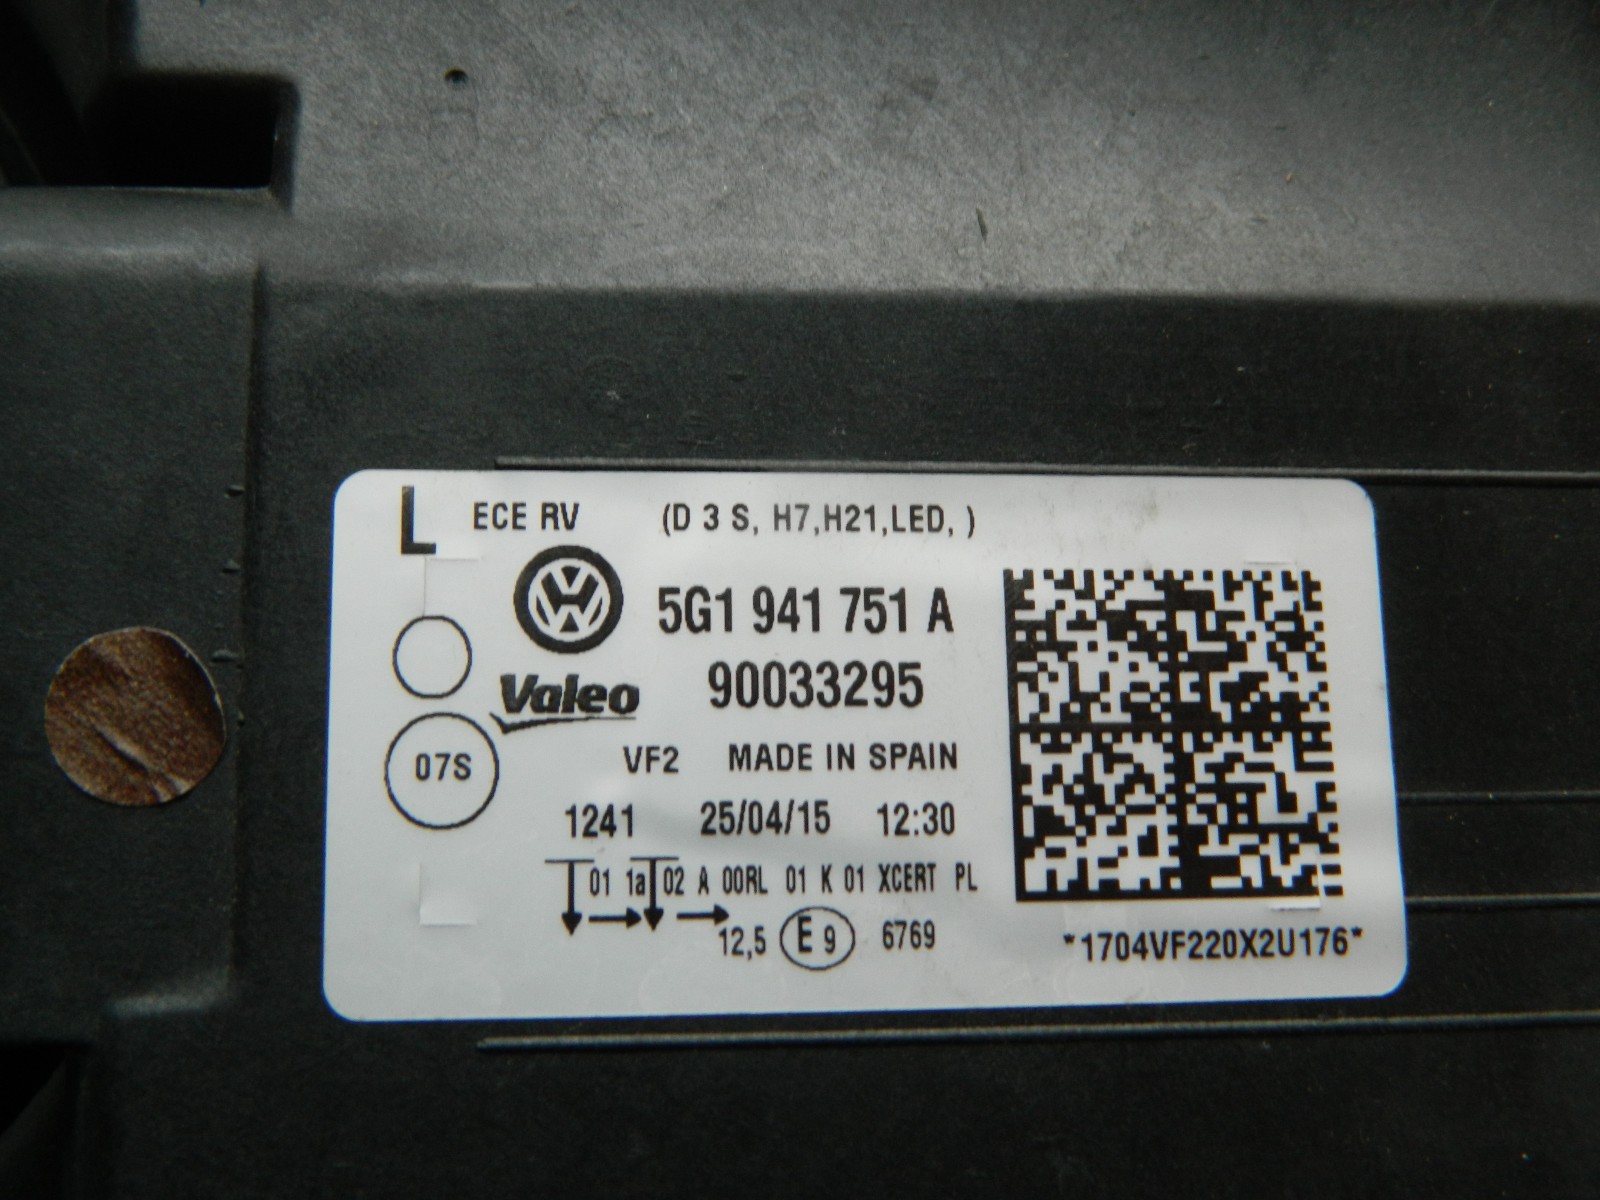 L ECE RV (D 3 S, H7,H21,LED, )
5G1 941 751 A
Valeo 90033295
07S
VF2 MADE IN SPAIN
1241 25/04/15 12:30
01 1a 02 A 00RL 01 K 01 XCERT PL
12,5 E 9 6769
*1704VF220X2U176*